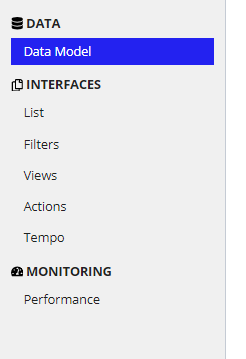 DATA
Data Model
INTERFACES
List
Filters
Views
Actions
Tempo
MONITORING
Performance